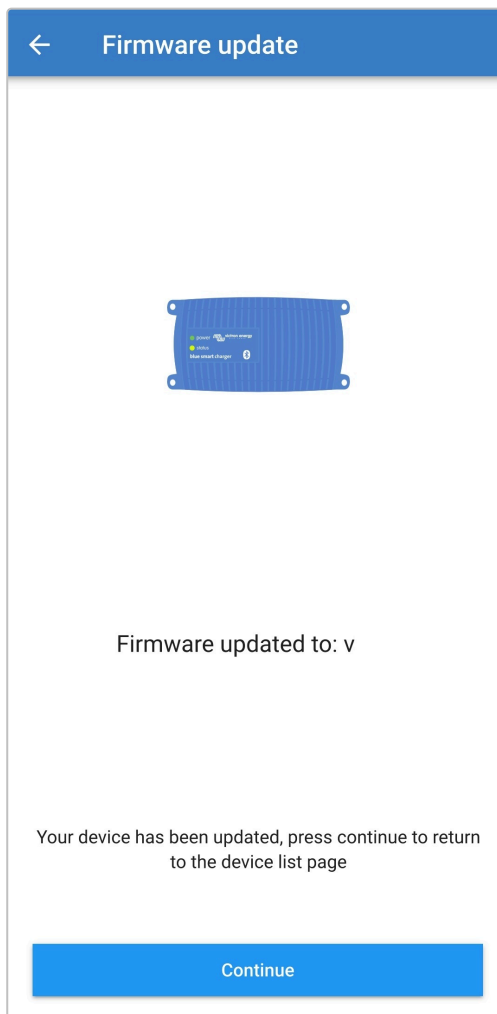 Firmware update
power victron energy
status
blue smart charger
Firmware updated to: v
Your device has been updated, press continue to return
to the device list page
Continue